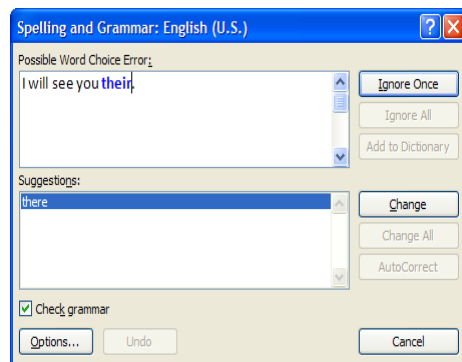 Spelling and Grammar: English (U.S.)
Possible Word Choice Error:
I will see you their.
Ignore Once
Ignore All
Add to Dictionary
Suggestions:
there
Change
Change All
AutoCorrect
Check grammar
Options...
Undo
Cancel